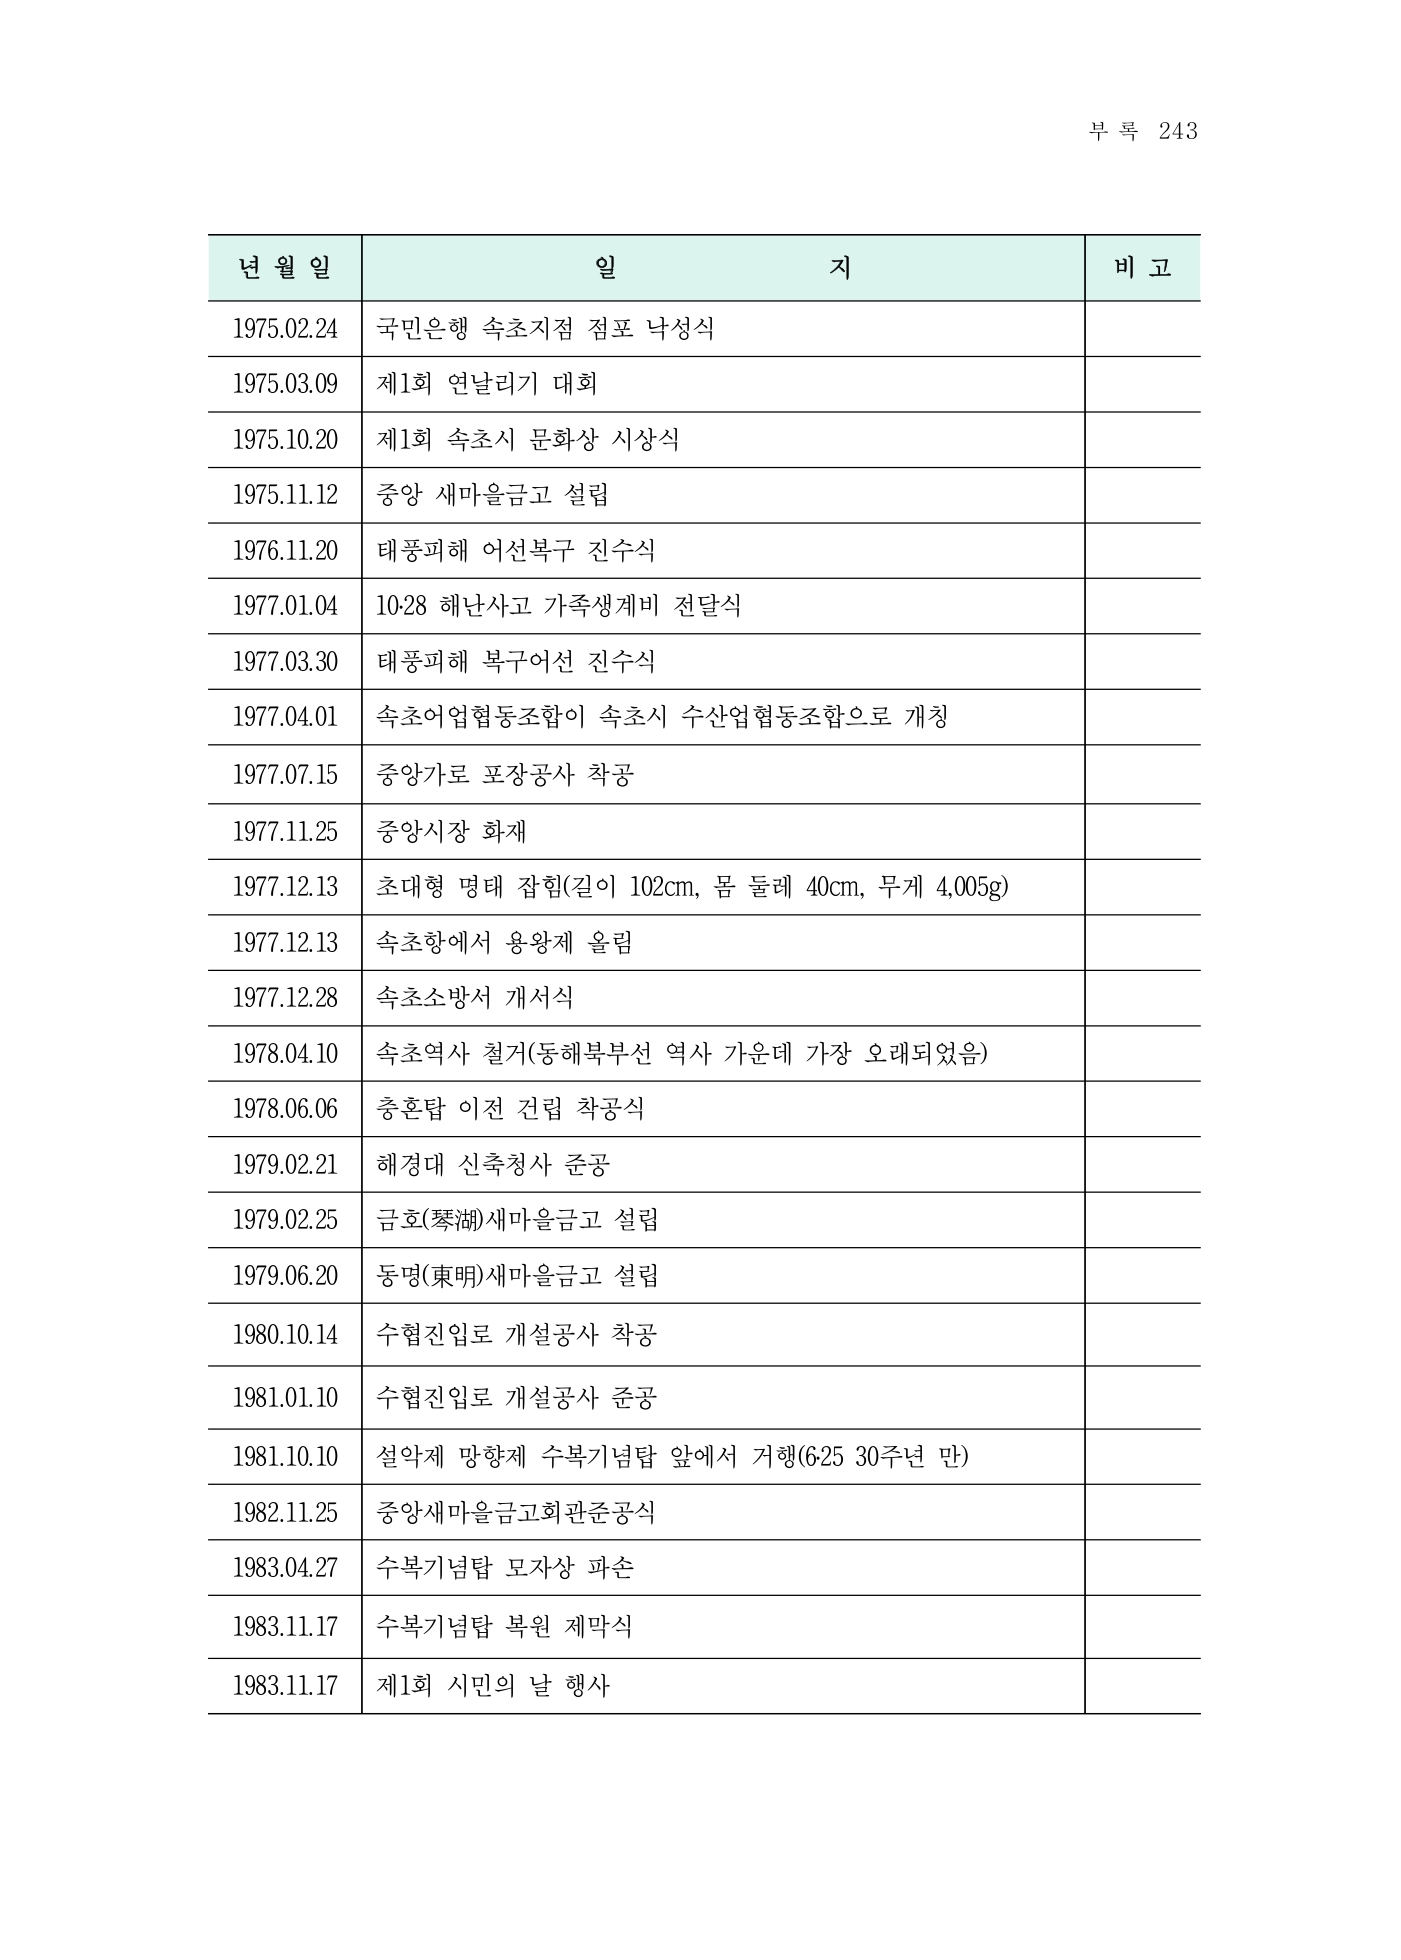 부 록 243
년 월 일 일 지 비 고
1975.02.24 국민은행 속초지점 점포 낙성식
1975.03.09 제1회 연날리기 대회
1975.10.20 제1회 속초시 문화상 시상식
1975.11.12 중앙 새마을금고 설립
1976.11.20 태풍피해 어선복구 진수식
1977.01.04 10·28 해난사고 가족생계비 전달식
1977.03.30 태풍피해 복구어선 진수식
1977.04.01 속초어업협동조합이 속초시 수산업협동조합으로 개칭
1977.07.15 중앙가로 포장공사 착공
1977.11.25 중앙시장 화재
1977.12.13 초대형 명태 잡힘(길이 102cm, 몸 둘레 40cm, 무게 4,005g)
1977.12.13 속초항에서 용왕제 올림
1977.12.28 속초소방서 개서식
1978.04.10 속초역사 철거(동해북부선 역사 가운데 가장 오래되었음)
1978.06.06 충혼탑 이전 건립 착공식
1979.02.21 해경대 신축청사 준공
1979.02.25 금호(琴湖)새마을금고 설립
1979.06.20 동명(東明)새마을금고 설립
1980.10.14 수협진입로 개설공사 착공
1981.01.10 수협진입로 개설공사 준공
1981.10.10 설악제 망향제 수복기념탑 앞에서 거행(6·25 30주년 만)
1982.11.25 중앙새마을금고회관준공식
1983.04.27 수복기념탑 모자상 파손
1983.11.17 수복기념탑 복원 제막식
1983.11.17 제1회 시민의 날 행사